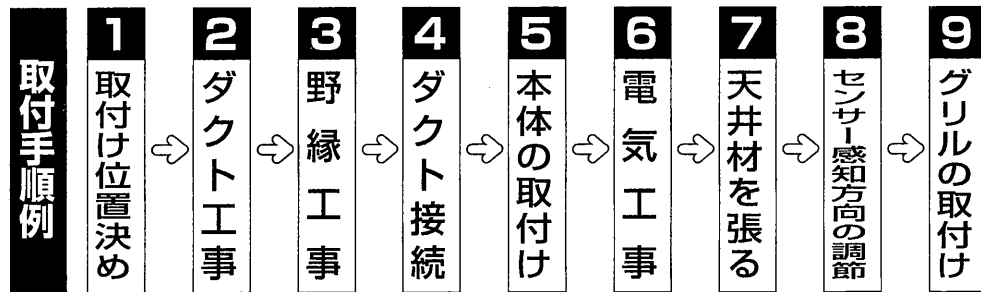 取付手順例
1
取付け位置決め
2
ダクト工事
3
野縁工事
4
ダクト接続
5
本体の取付け
6
電気工事
7
天井材を張る
8
センサー感知方向の調節
9
グリルの取付け